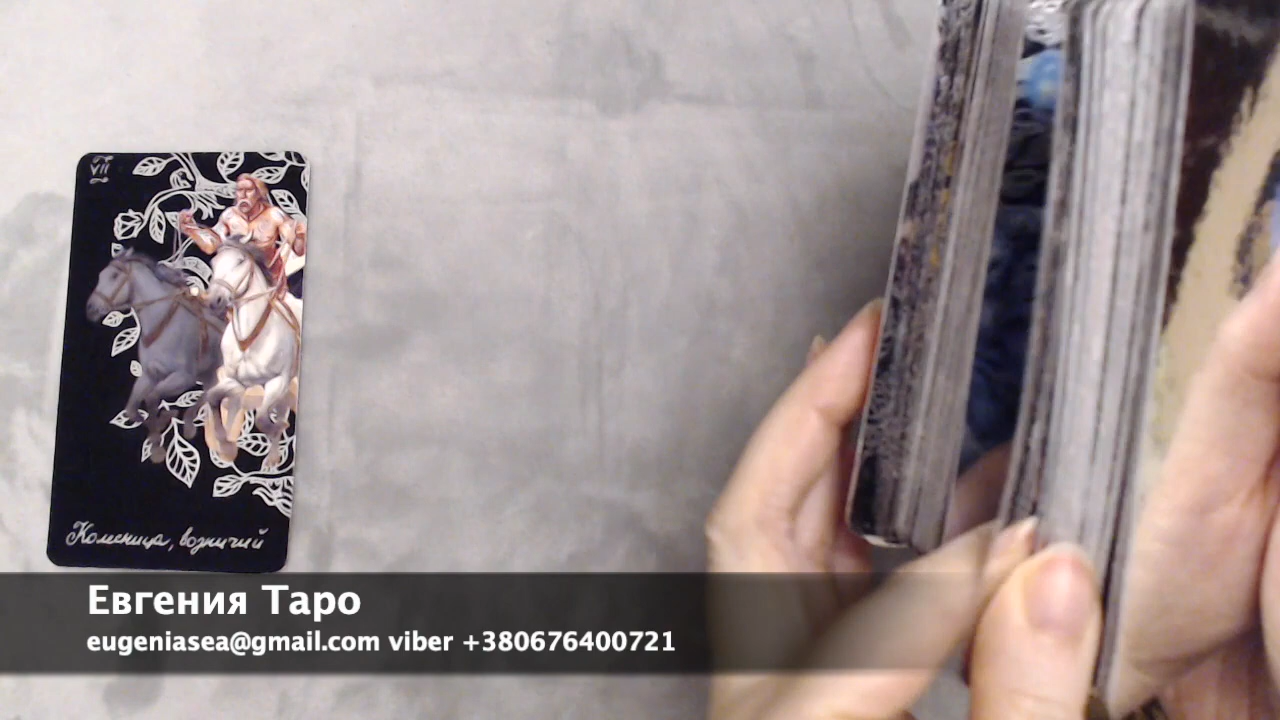 VII
Колесница, возничий
Евгения Таро
eugeniasea@gmail.com viber +380676400721